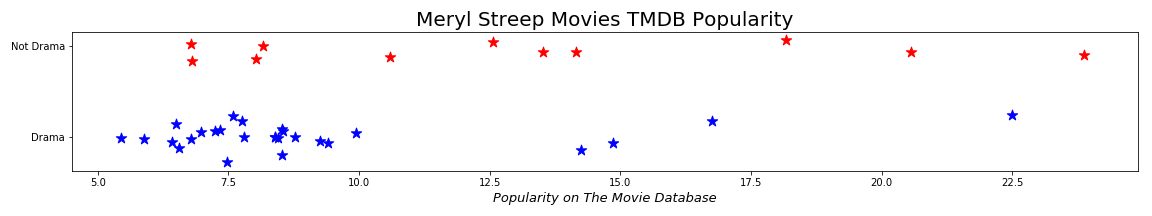 Meryl Streep Movies TMDB Popularity
Not Drama
Drama
5.0 7.5 10.0 12.5 15.0 17.5 20.0 22.5
Popularity on The Movie Database